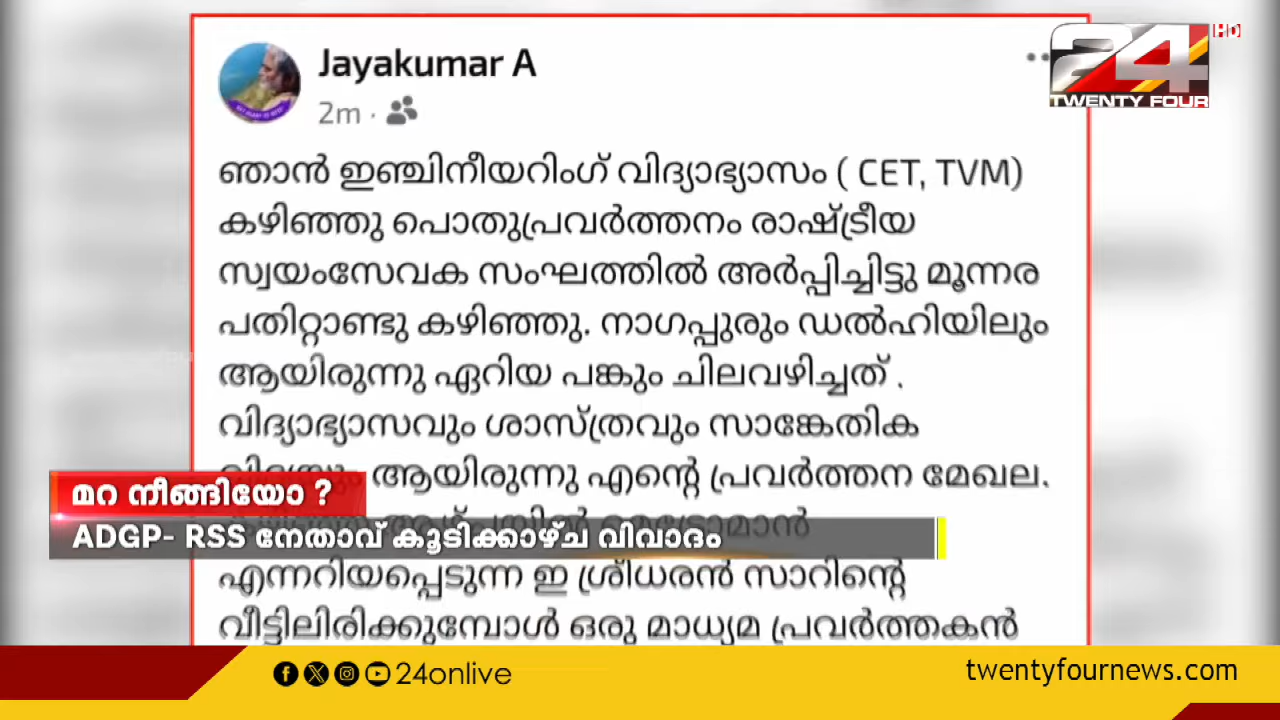 Jayakumar A
24
HD
TWENTY FOUR
2m
ഞാൻ ഇഞ്ചിനീയറിംഗ് വിദ്യാഭ്യാസം ( CET, TVM)
കഴിഞ്ഞു പൊതുപ്രവർത്തനം രാഷ്ട്രീയ
സ്വയംസേവക സംഘത്തിൽ അർപ്പിച്ചിട്ടു മൂന്നര
പതിറ്റാണ്ടു കഴിഞ്ഞു. നാഗപ്പുരും ഡൽഹിയിലും
ആയിരുന്നു ഏറിയ പങ്കും ചിലവഴിച്ചത് .
വിദ്യാഭ്യാസവും ശാസ്ത്രവും സാങ്കേതിക
ആയിരുന്നു എന്റെ പ്രവർത്തന മേഖല.
മറ നീങ്ങിയോ ?
ADGP- RSS നേതാവ് കൂടിക്കാഴ്ച വിവാദം
എന്നറിയപ്പെടുന്ന ഇ ശ്രീധരൻ സാറിന്റെ
വീട്ടിലിരിക്കുമ്പോൾ ഒരു മാധ്യമ പ്രവർത്തകൻ
24onlive
twentyfournews.com